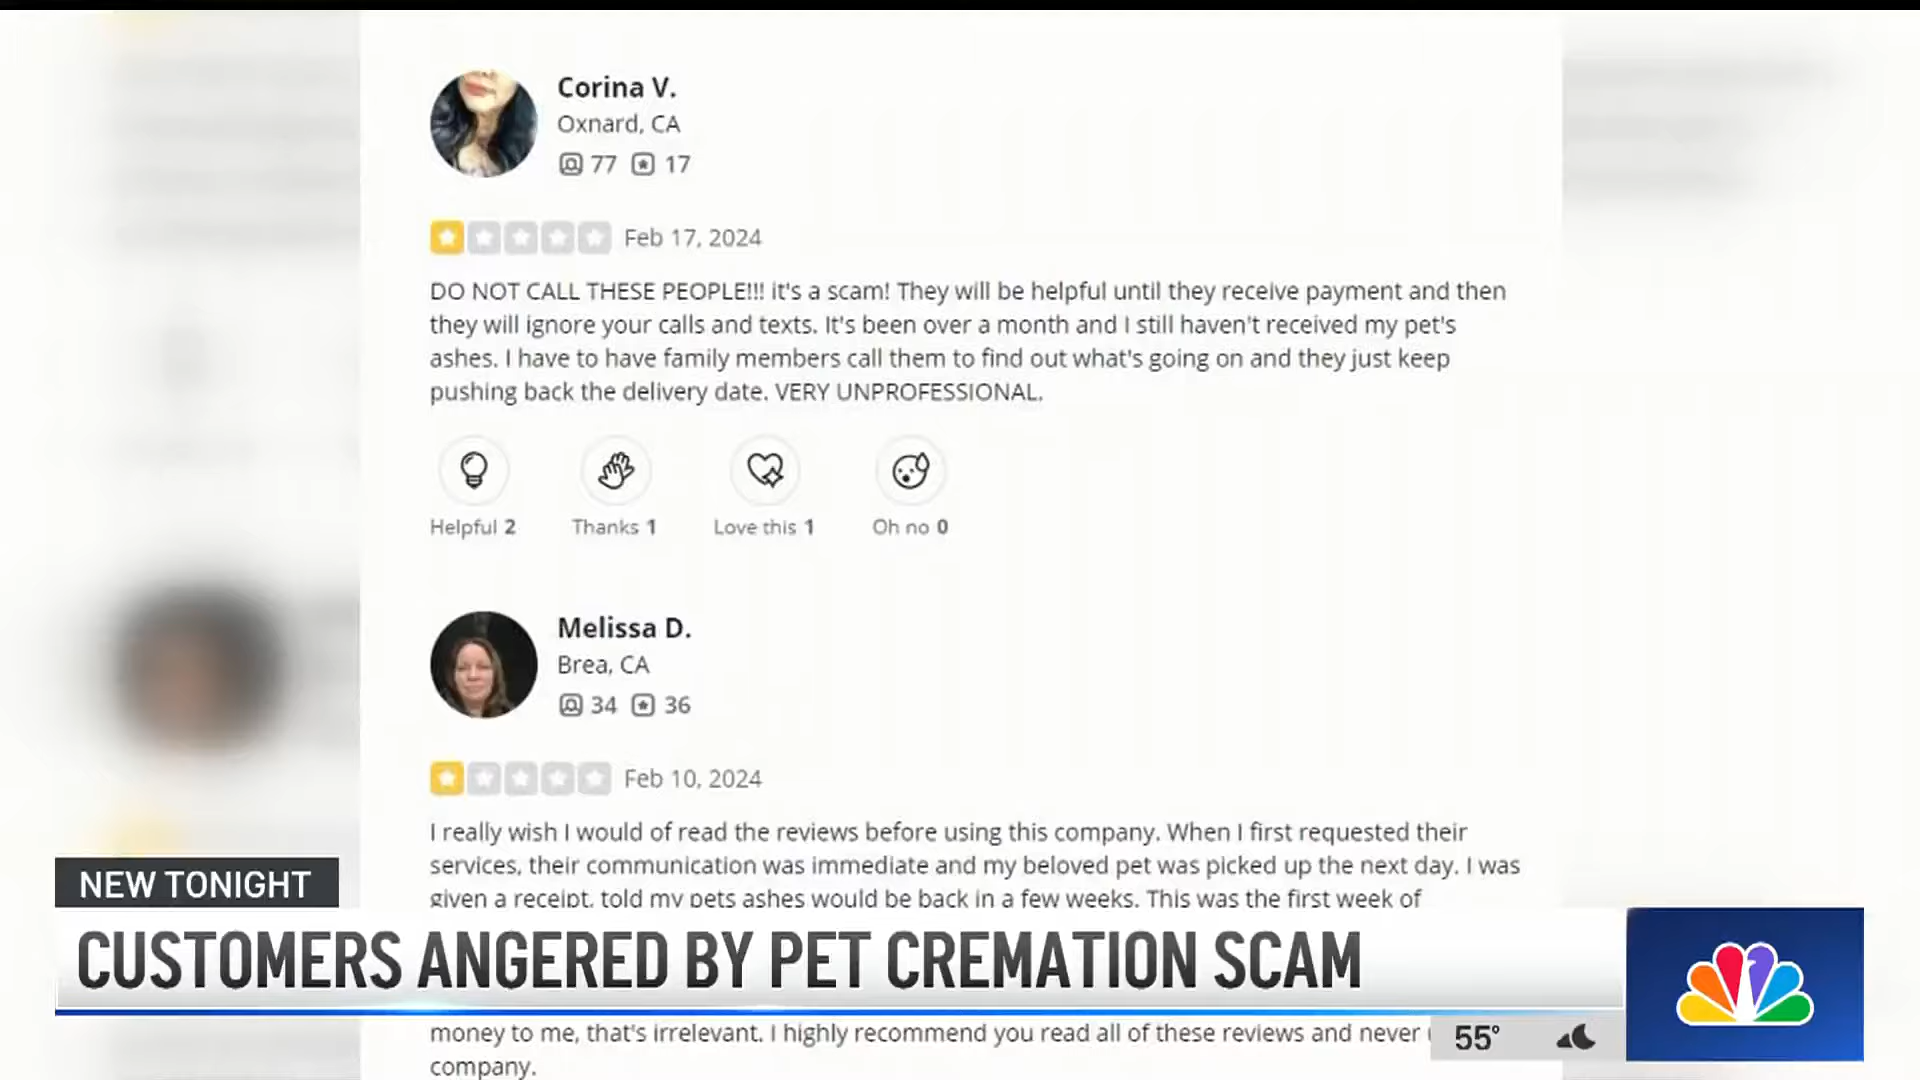 Corina V.
Oxnard, CA
77 17
Feb 17, 2024
DO NOT CALL THESE PEOPLE!!! it's a scam! They will be helpful until they receive payment and then
they will ignore your calls and texts. It's been over a month and I still haven't received my pet's
ashes. I have to have family members call them to find out what's going on and they just keep
pushing back the delivery date. VERY UNPROFESSIONAL.
Helpful 2 Thanks 1 Love this 1 Oh no 0
Melissa D.
Brea, CA
34 36
Feb 10, 2024
I really wish I would of read the reviews before using this company. When I first requested their
services, their communication was immediate and my beloved pet was picked up the next day. I was
given a receipt, told my pets ashes would be back in a few weeks. This was the first week of
NEW TONIGHT
CUSTOMERS ANGERED BY PET CREMATION SCAM
money to me, that's irrelevant. I highly recommend you read all of these reviews and never
company.
55°